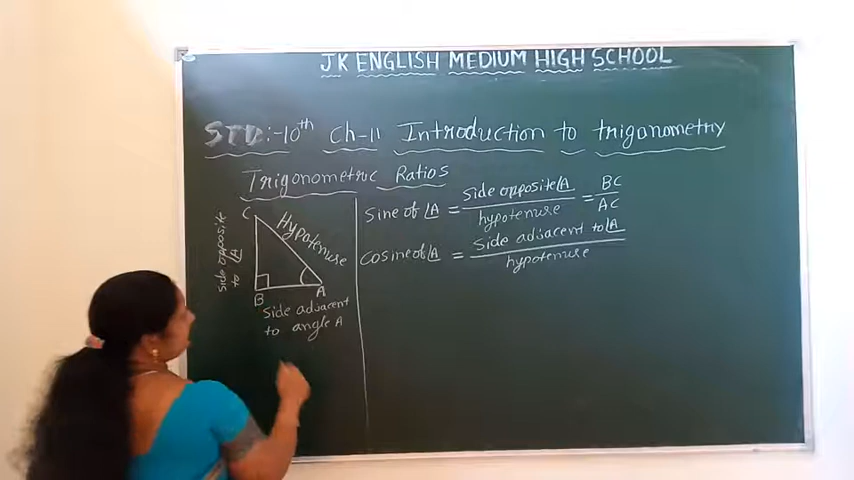 JK ENGLISH MEDIUM HIGH SCHOOL
STD:-10th Ch-11 Introduction to trigonometry
Trigonometric Ratios
C
Hypotenuse
side opposite
to ∠A
B
A
Side adjacent
to angle A
Sine of ∠A = Side opposite ∠A / hypotenuse = BC / AC
Cosine of ∠A = Side adjacent to ∠A / hypotenuse